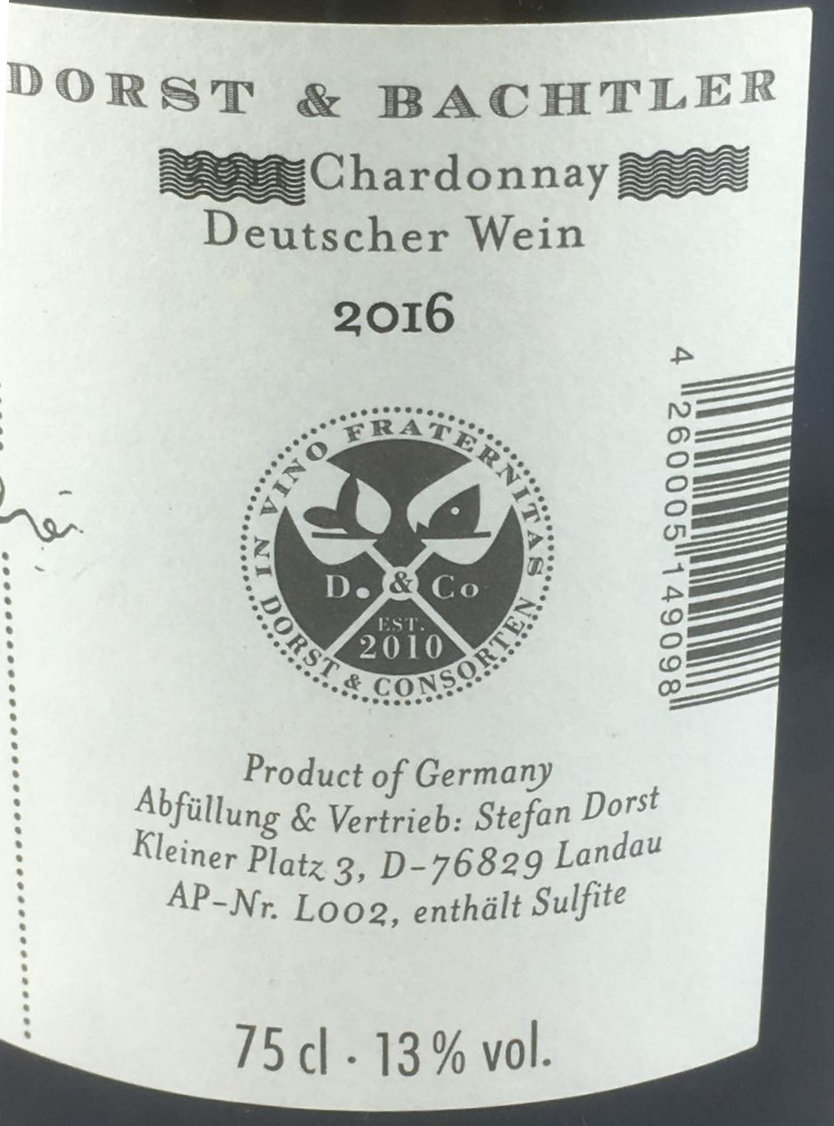 DORST & BACHTLER
Chardonnay
Deutscher Wein
2016
4 260005 149098
IN VINO FRATERNITAS
D. & Co
EST.
2010
DORST & CONSORTEN
Product of Germany
Abfüllung & Vertrieb: Stefan Dorst
Kleiner Platz 3, D-76829 Landau
AP-Nr. L002, enthält Sulfite
75 cl · 13 % vol.